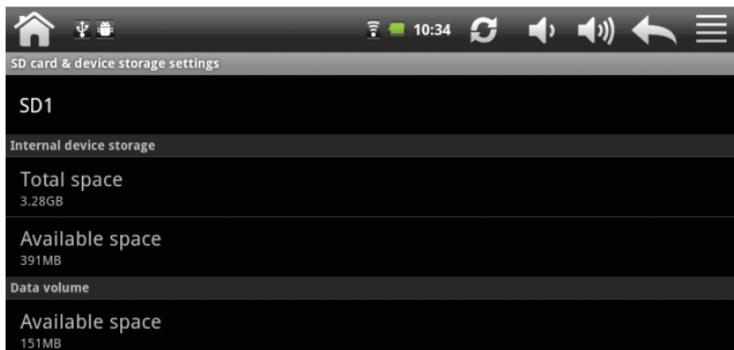 10:34
SD card & device storage settings
SD1
Internal device storage
Total space
3.28GB
Available space
391MB
Data volume
Available space
151MB